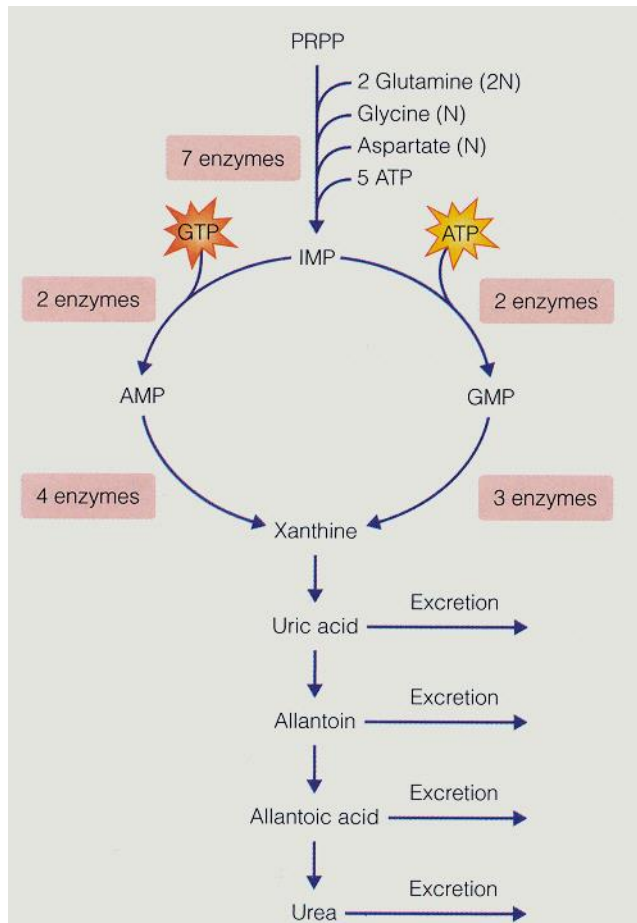 PRPP
2 Glutamine (2N)
Glycine (N)
7 enzymes
Aspartate (N)
5 ATP
GTP
ATP
IMP
2 enzymes
2 enzymes
AMP
GMP
4 enzymes
3 enzymes
Xanthine
Uric acid
Excretion
Allantoin
Excretion
Allantoic acid
Excretion
Urea
Excretion